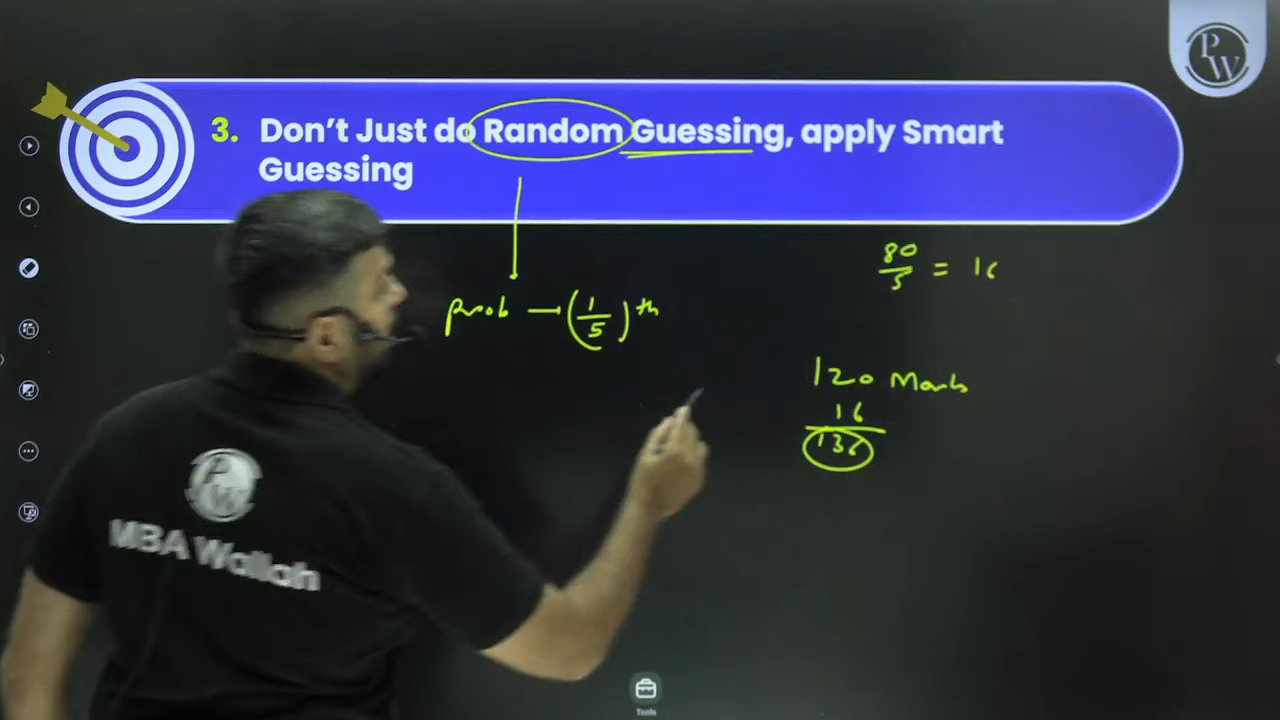 PW
3. Don't Just do Random Guessing, apply Smart
Guessing
80/5 = 16
prob → (1/5)th
120 Marks
16
136
PW
MBA Wallah
Tools